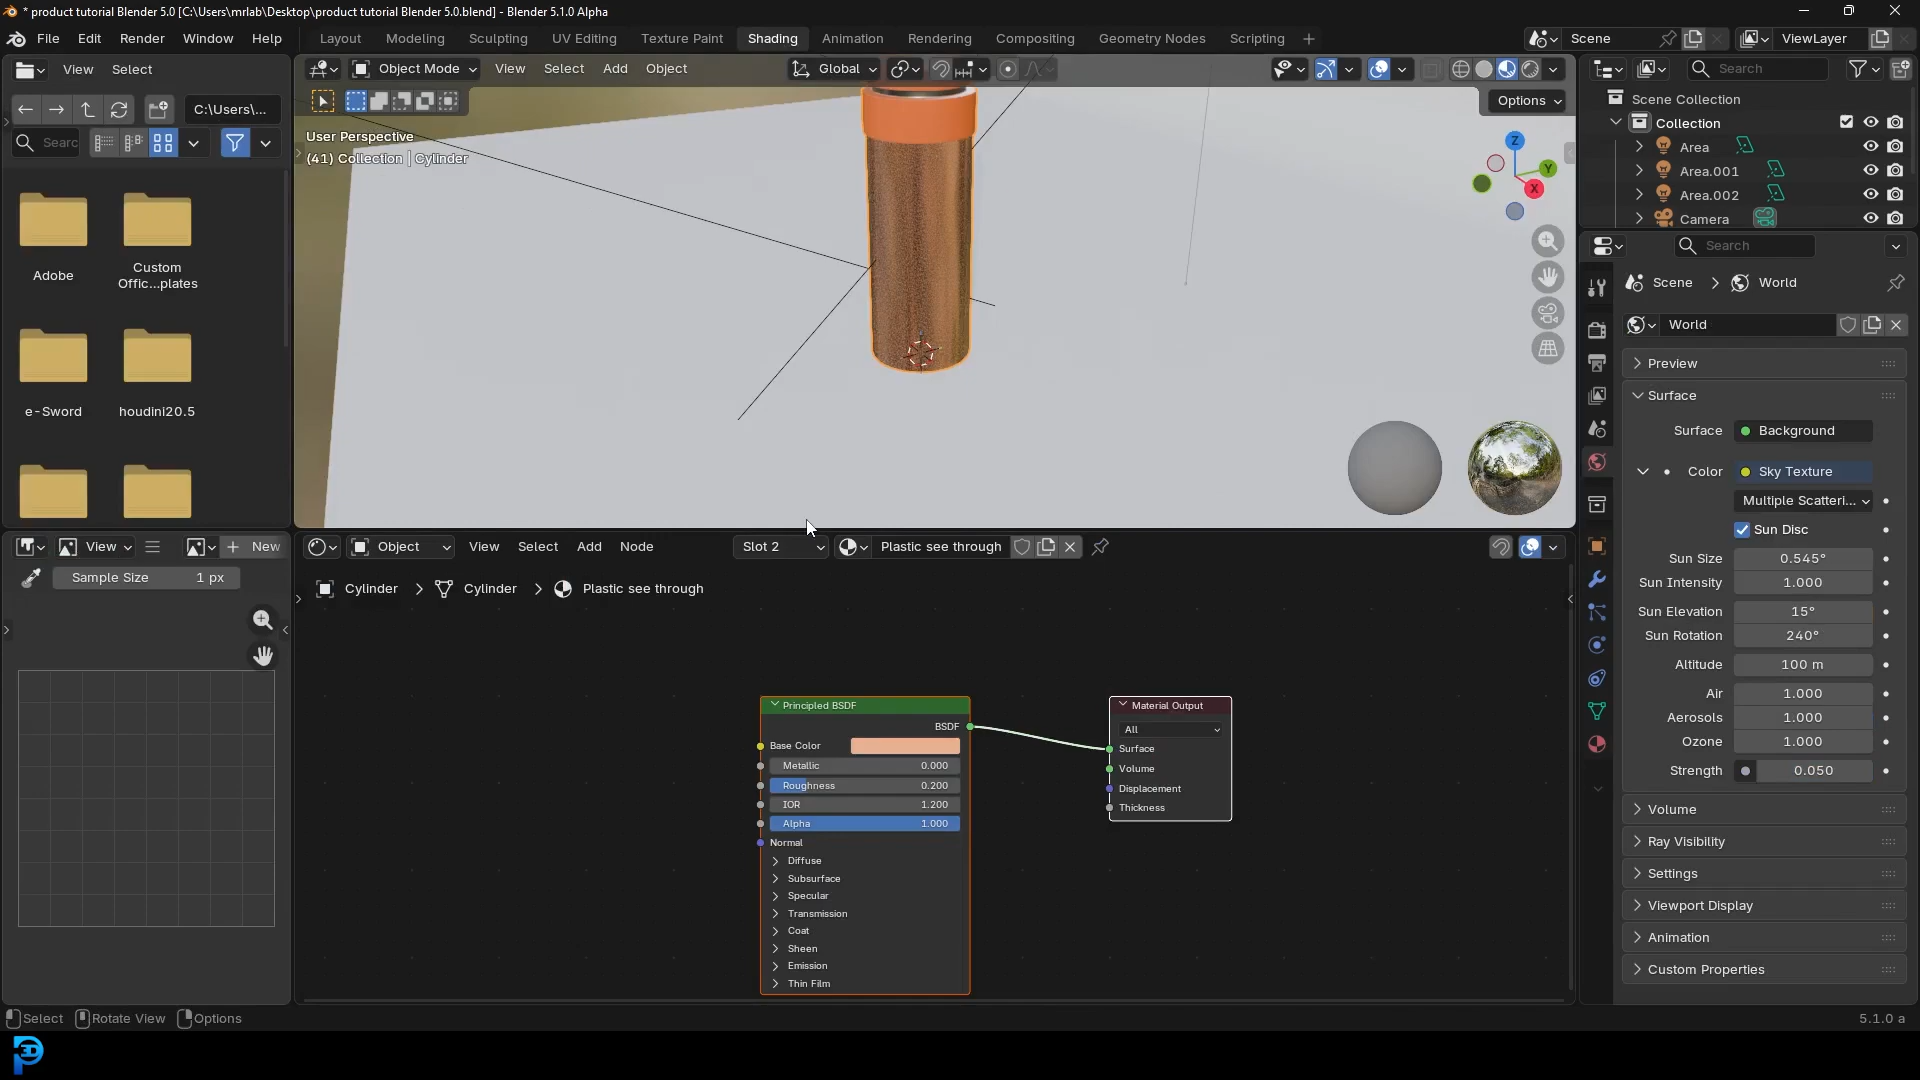 * product tutorial Blender 5.0 [C:\Users\mrlab\Desktop\product tutorial Blender 5.0.blend] - Blender 5.1.0 Alpha
File Edit Render Window Help
Layout Modeling Sculpting UV Editing Texture Paint Shading Animation Rendering Compositing Geometry Nodes Scripting
Scene
ViewLayer
View Select
C:\Users\...
Searc
Adobe
Custom Offic...plates
e-Sword
houdini20.5
Object Mode View Select Add Object
Global
Options
User Perspective
(41) Collection | Cylinder
Z
Y
X
Search
Scene Collection
Collection
Area
Area.001
Area.002
Camera
Search
Scene > World
World
Preview
Surface
Surface Background
Color Sky Texture
Multiple Scatteri...
Sun Disc
Sun Size 0.545°
Sun Intensity 1.000
Sun Elevation 15°
Sun Rotation 240°
Altitude 100 m
Air 1.000
Aerosols 1.000
Ozone 1.000
Strength 0.050
Volume
Ray Visibility
Settings
Viewport Display
Animation
Custom Properties
View
New
Sample Size 1 px
Object View Select Add Node
Slot 2
Plastic see through
Cylinder > Cylinder > Plastic see through
Principled BSDF
BSDF
Base Color
Metallic 0.000
Roughness 0.200
IOR 1.200
Alpha 1.000
Normal
Diffuse
Subsurface
Specular
Transmission
Coat
Sheen
Emission
Thin Film
Material Output
All
Surface
Volume
Displacement
Thickness
Select Rotate View Options
5.1.0 a